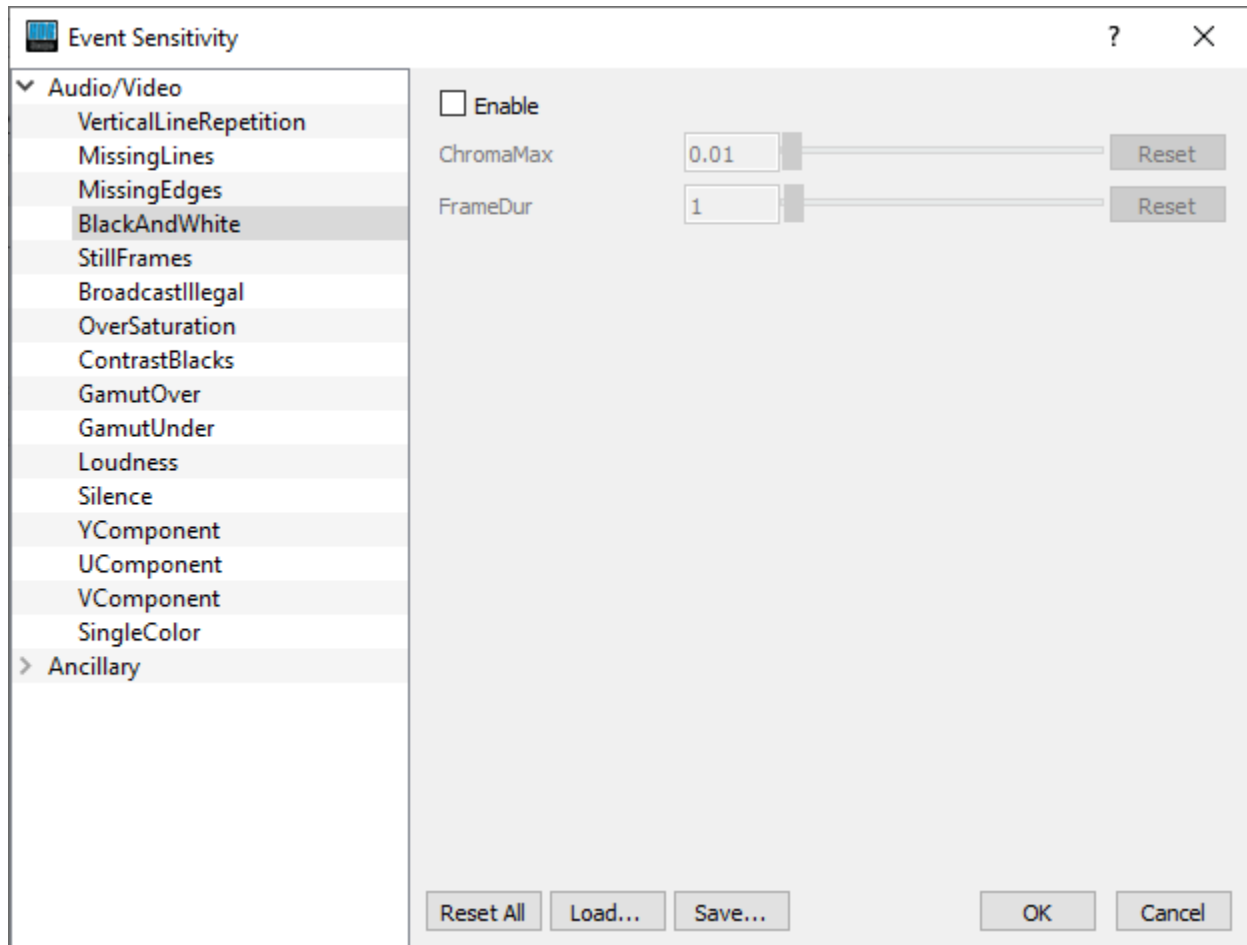 Event Sensitivity
?
Audio/Video
VerticalLineRepetition
MissingLines
MissingEdges
BlackAndWhite
StillFrames
BroadcastIllegal
OverSaturation
ContrastBlacks
GamutOver
GamutUnder
Loudness
Silence
YComponent
UComponent
VComponent
SingleColor
Ancillary
Enable
ChromaMax 0.01 Reset
FrameDur 1 Reset
Reset All Load... Save... OK Cancel